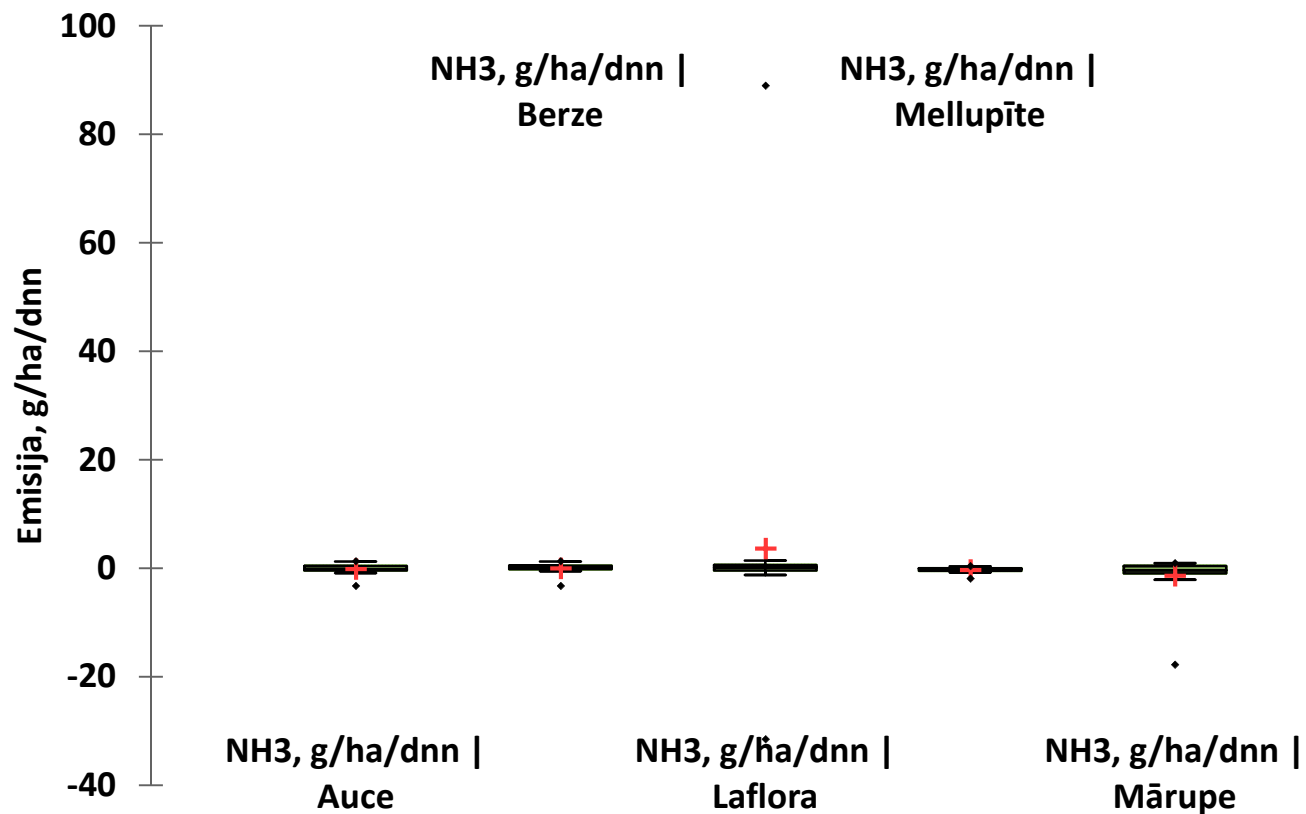 100
NH3, g/ha/dnn |
Berze
NH3, g/ha/dnn |
Mellupīte
80
60
40
20
0
-20
-40
Emisija, g/ha/dnn
NH3, g/ha/dnn |
Auce
NH3, g/ha/dnn |
Laflora
NH3, g/ha/dnn |
Mārupe